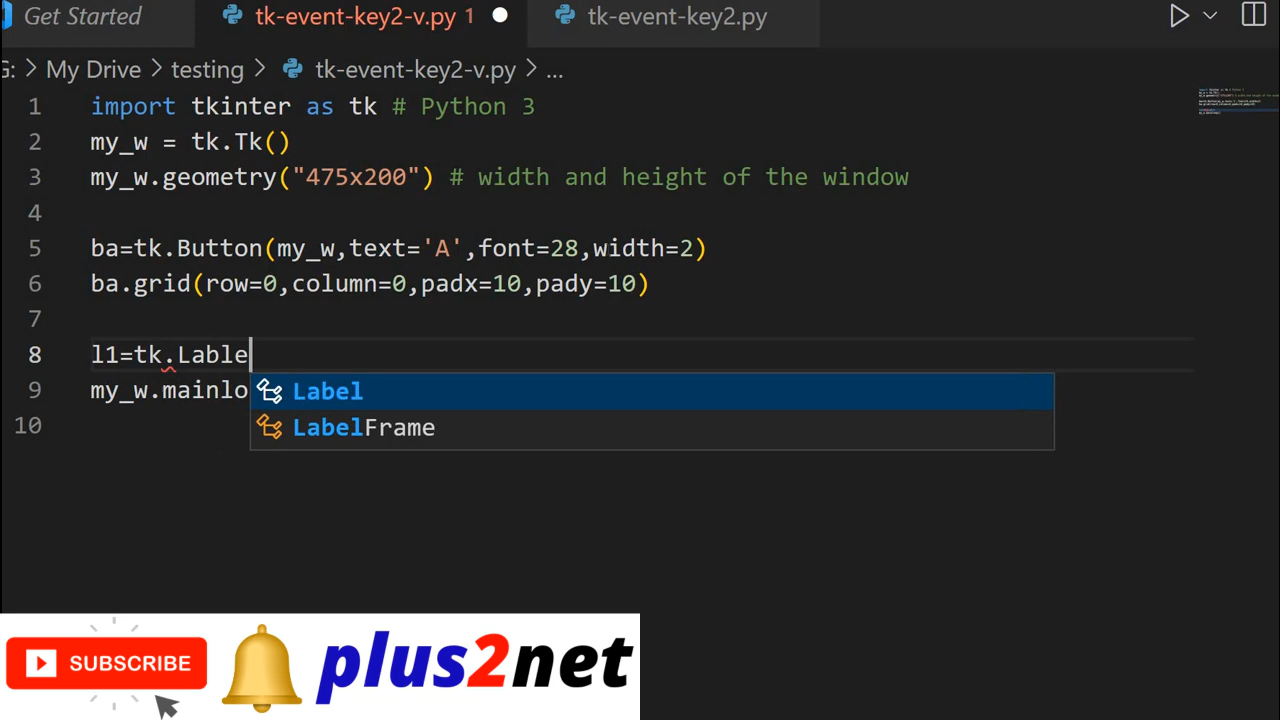 Get Started tk-event-key2-v.py 1 tk-event-key2.py
G: > My Drive > testing > tk-event-key2-v.py > ...
1 import tkinter as tk # Python 3
2 my_w = tk.Tk()
3 my_w.geometry("475x200") # width and height of the window
4
5 ba=tk.Button(my_w,text='A',font=28,width=2)
6 ba.grid(row=0,column=0,padx=10,pady=10)
7
8 l1=tk.Lable
9 my_w.mainlo
Label
10
LabelFrame
SUBSCRIBE
plus2net